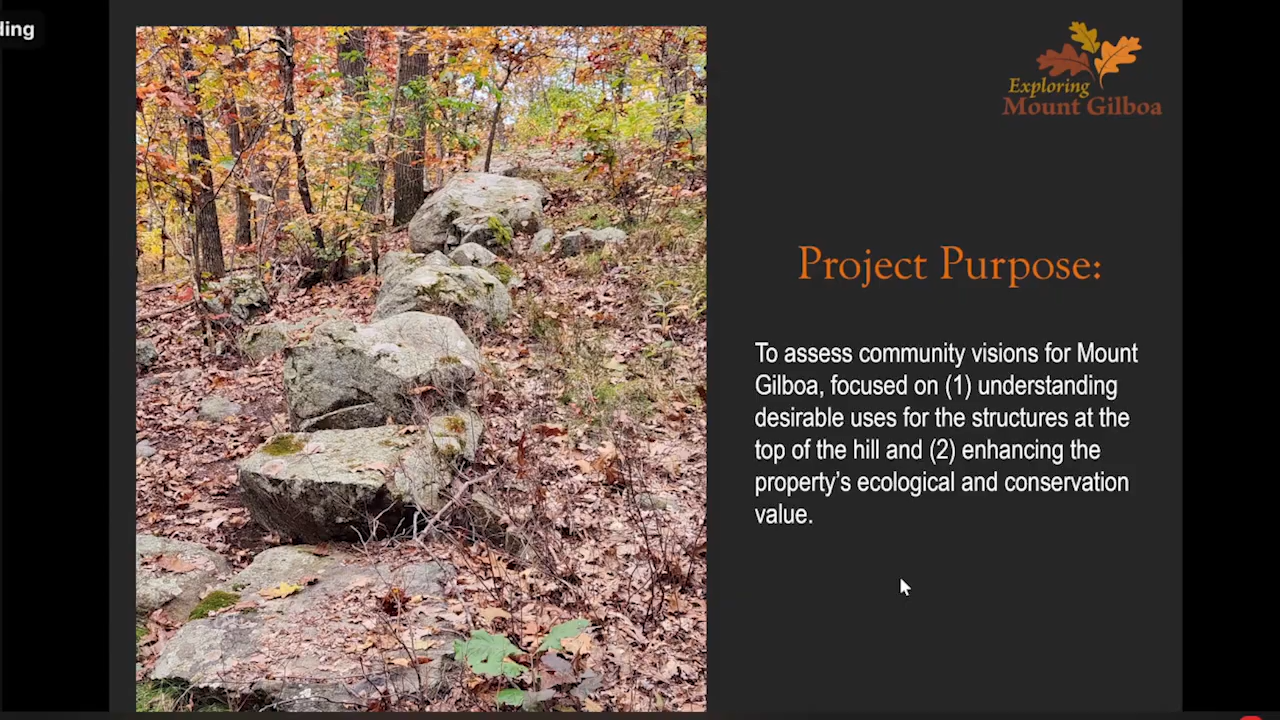 ding
Exploring
Mount Gilboa
Project Purpose:
To assess community visions for Mount
Gilboa, focused on (1) understanding
desirable uses for the structures at the
top of the hill and (2) enhancing the
property’s ecological and conservation
value.